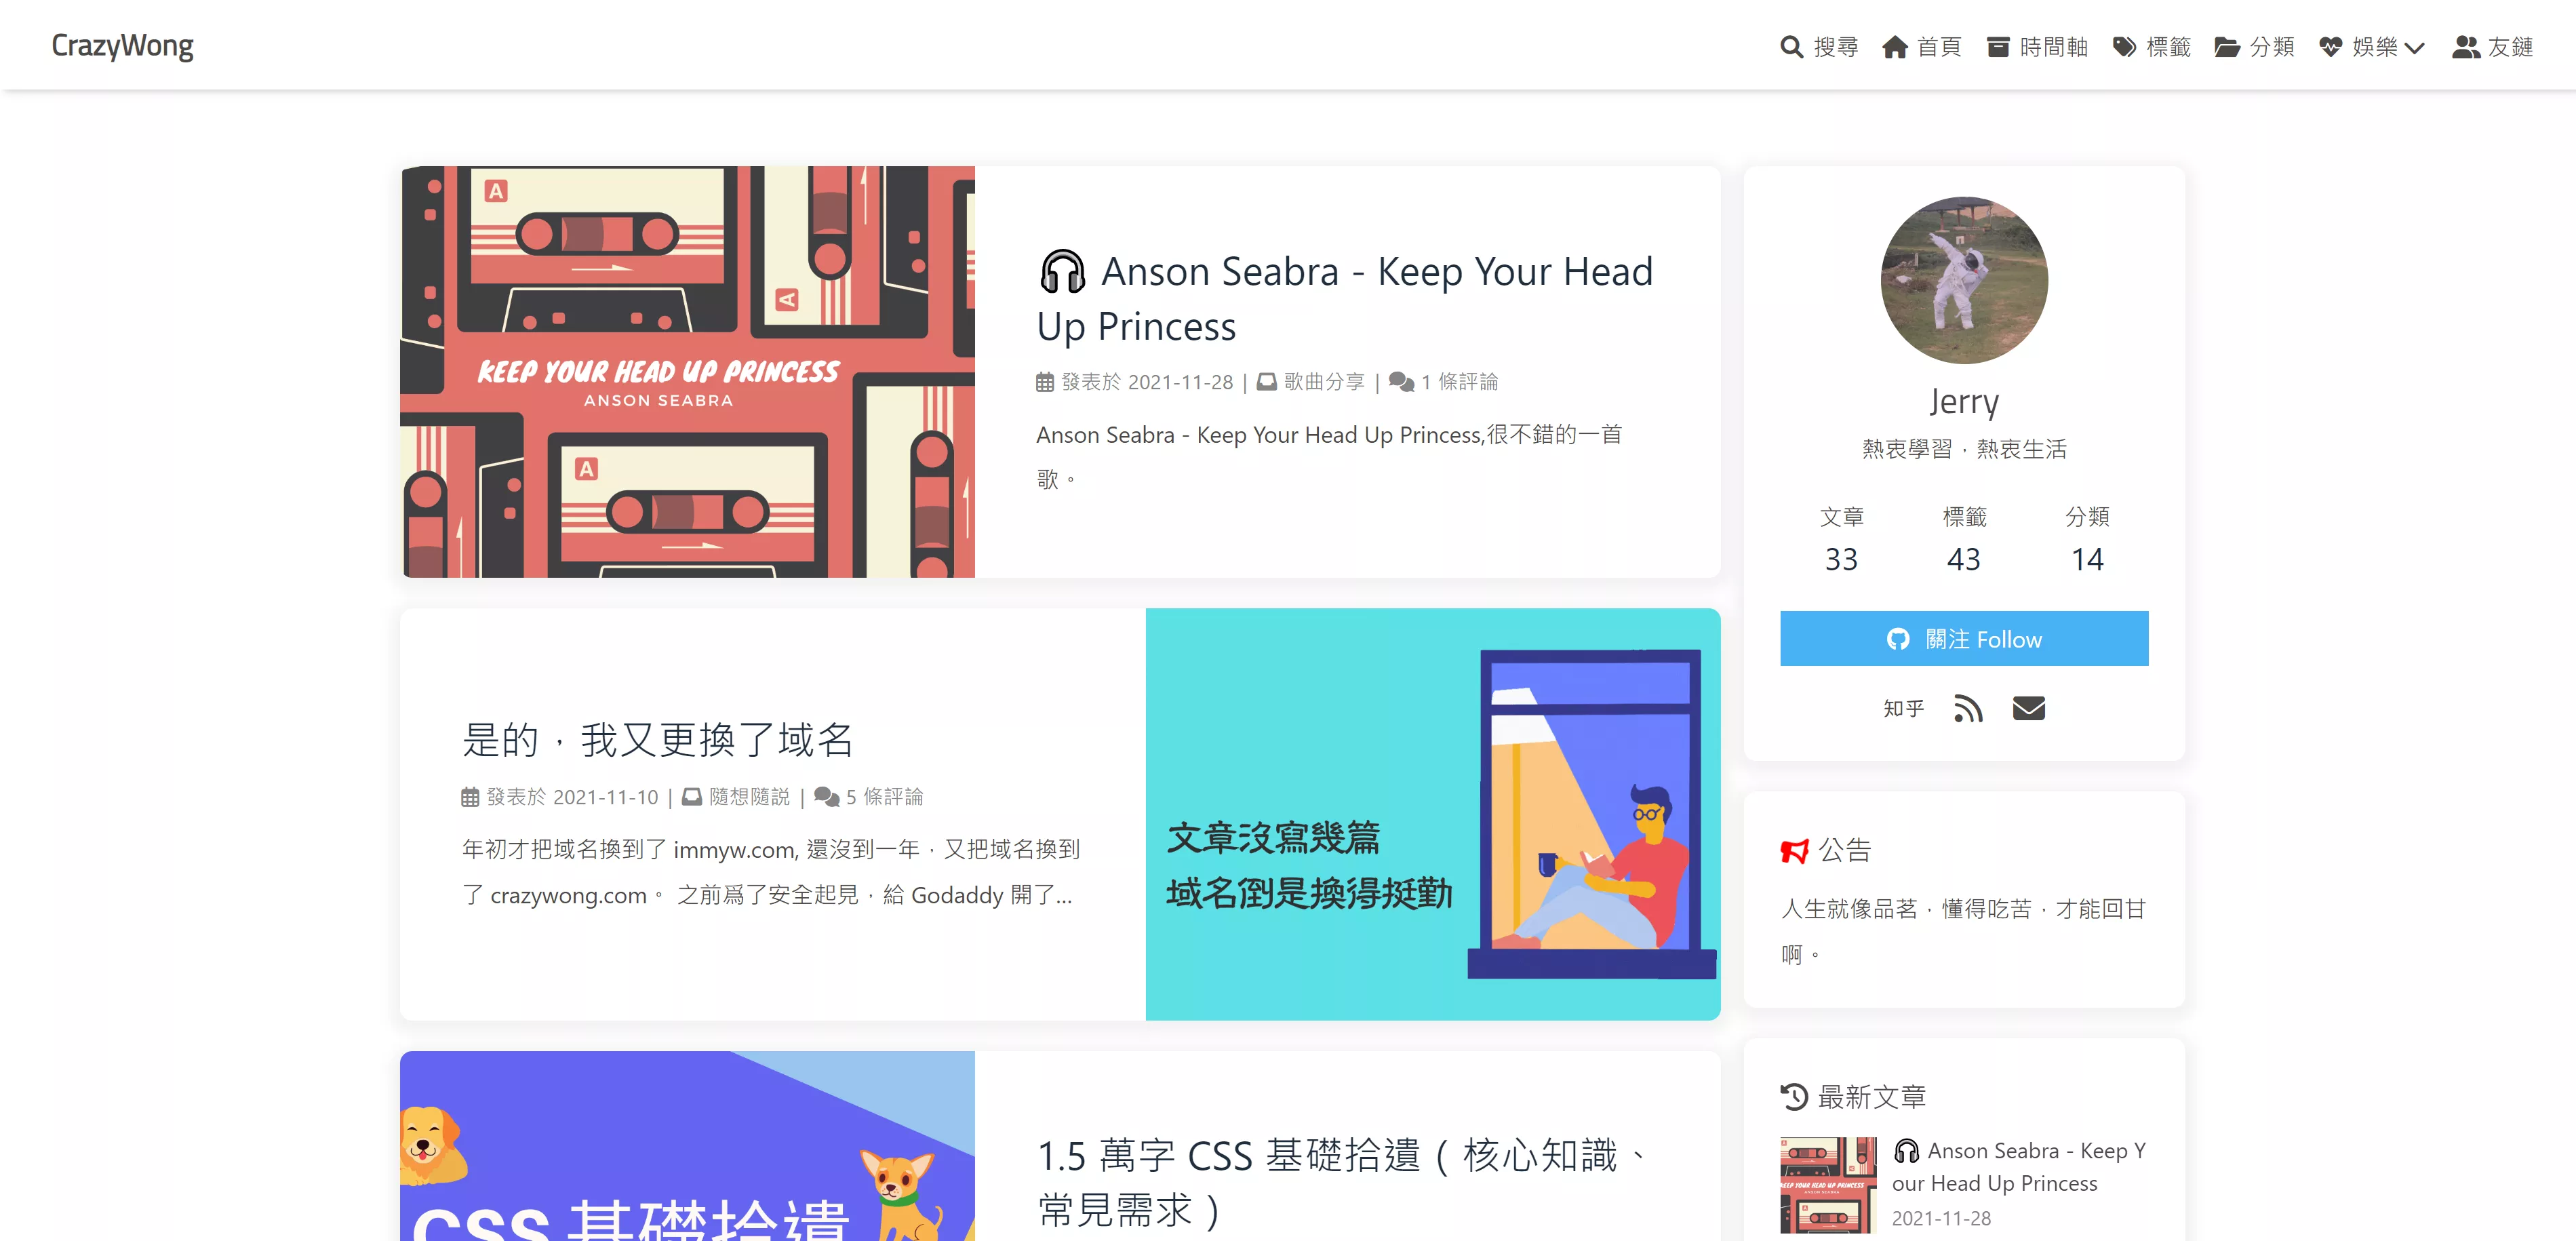 CrazyWong
搜尋 首頁 時間軸 標籤 分類 娛樂 友鏈
A
A
KEEP YOUR HEAD UP PRINCESS
ANSON SEABRA
A
🎧 Anson Seabra - Keep Your Head
Up Princess
發表於 2021-11-28 | 歌曲分享 | 1 條評論
Anson Seabra - Keep Your Head Up Princess,很不錯的一首
歌。
是的，我又更換了域名
發表於 2021-11-10 | 隨想隨説 | 5 條評論
年初才把域名換到了 immyw.com, 還沒到一年，又把域名換到
了 crazywong.com。 之前爲了安全起見，給 Godaddy 開了...
文章沒寫幾篇
域名倒是換得挺勤
CSS 基礎拾遺
1.5 萬字 CSS 基礎拾遺（核心知識、
常見需求）
Jerry
熱衷學習，熱衷生活
文章 標籤 分類
33 43 14
關注 Follow
知乎
公告
人生就像品茗，懂得吃苦，才能回甘
啊。
最新文章
KEEP YOUR HEAD UP PRINCESS
🎧 Anson Seabra - Keep Y
our Head Up Princess
2021-11-28